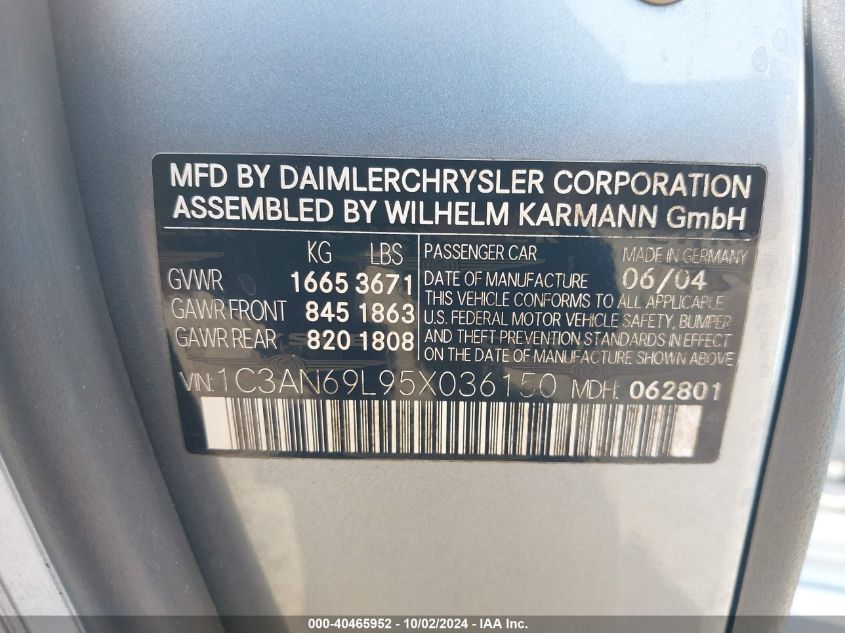 MFD BY DAIMLERCHRYSLER CORPORATION
ASSEMBLED BY WILHELM KARMANN GmbH
KG LBS
GVWR 1665 3671
GAWR FRONT 845 1863
GAWR REAR 820 1808
PASSENGER CAR MADE IN GERMANY
DATE OF MANUFACTURE 06/04
THIS VEHICLE CONFORMS TO ALL APPLICABLE
U.S. FEDERAL MOTOR VEHICLE SAFETY, BUMPER
AND THEFT PREVENTION STANDARDS IN EFFECT
ON THE DATE OF MANUFACTURE SHOWN ABOVE.
VIN: 1C3AN69L95X036150 MDH: 062801
000-40465952 - 10/02/2024 - IAA, Inc.